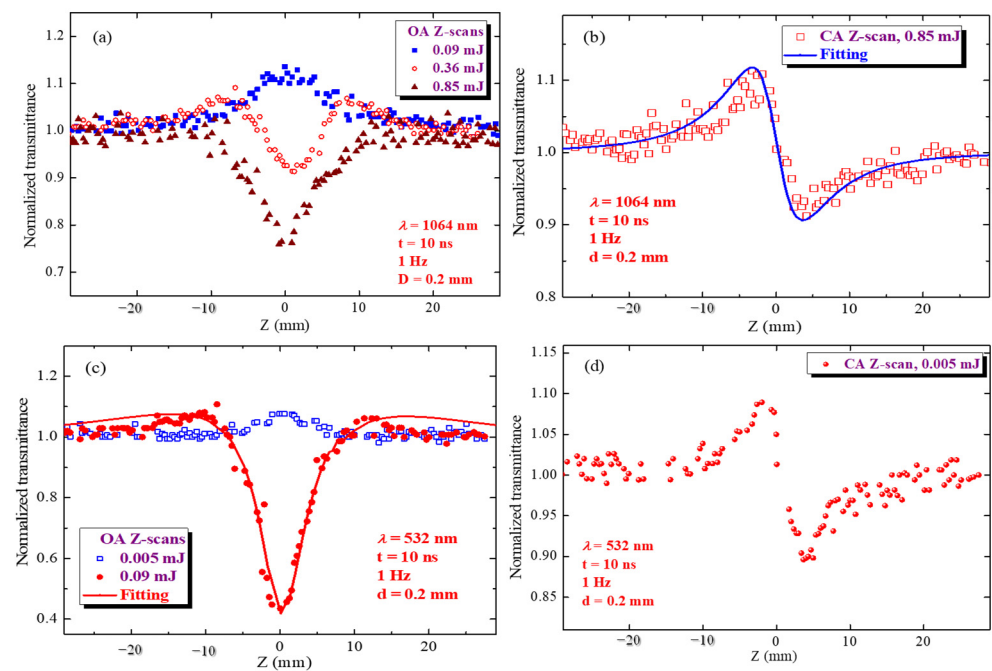 (a)
OA Z-scans
0.09 mJ
0.36 mJ
0.85 mJ
λ = 1064 nm
t = 10 ns
1 Hz
D = 0.2 mm
Normalized transmittance
1.2
1.1
1.0
0.9
0.8
0.7
−20
−10
0
10
20
Z (mm)
(b)
CA Z-scan, 0.85 mJ
Fitting
λ = 1064 nm
t = 10 ns
1 Hz
d = 0.2 mm
Normalized transmittance
1.2
1.1
1.0
0.9
0.8
−20
−10
0
10
20
Z (mm)
(c)
OA Z-scans
0.005 mJ
0.09 mJ
Fitting
λ = 532 nm
t = 10 ns
1 Hz
d = 0.2 mm
Normalized transmittance
1.2
1.0
0.8
0.6
0.4
−20
−10
0
10
20
Z (mm)
(d)
CA Z-scan, 0.005 mJ
λ = 532 nm
t = 10 ns
1 Hz
d = 0.2 mm
Normalized transmittance
1.15
1.10
1.05
1.00
0.95
0.90
0.85
−20
−10
0
10
20
Z (mm)